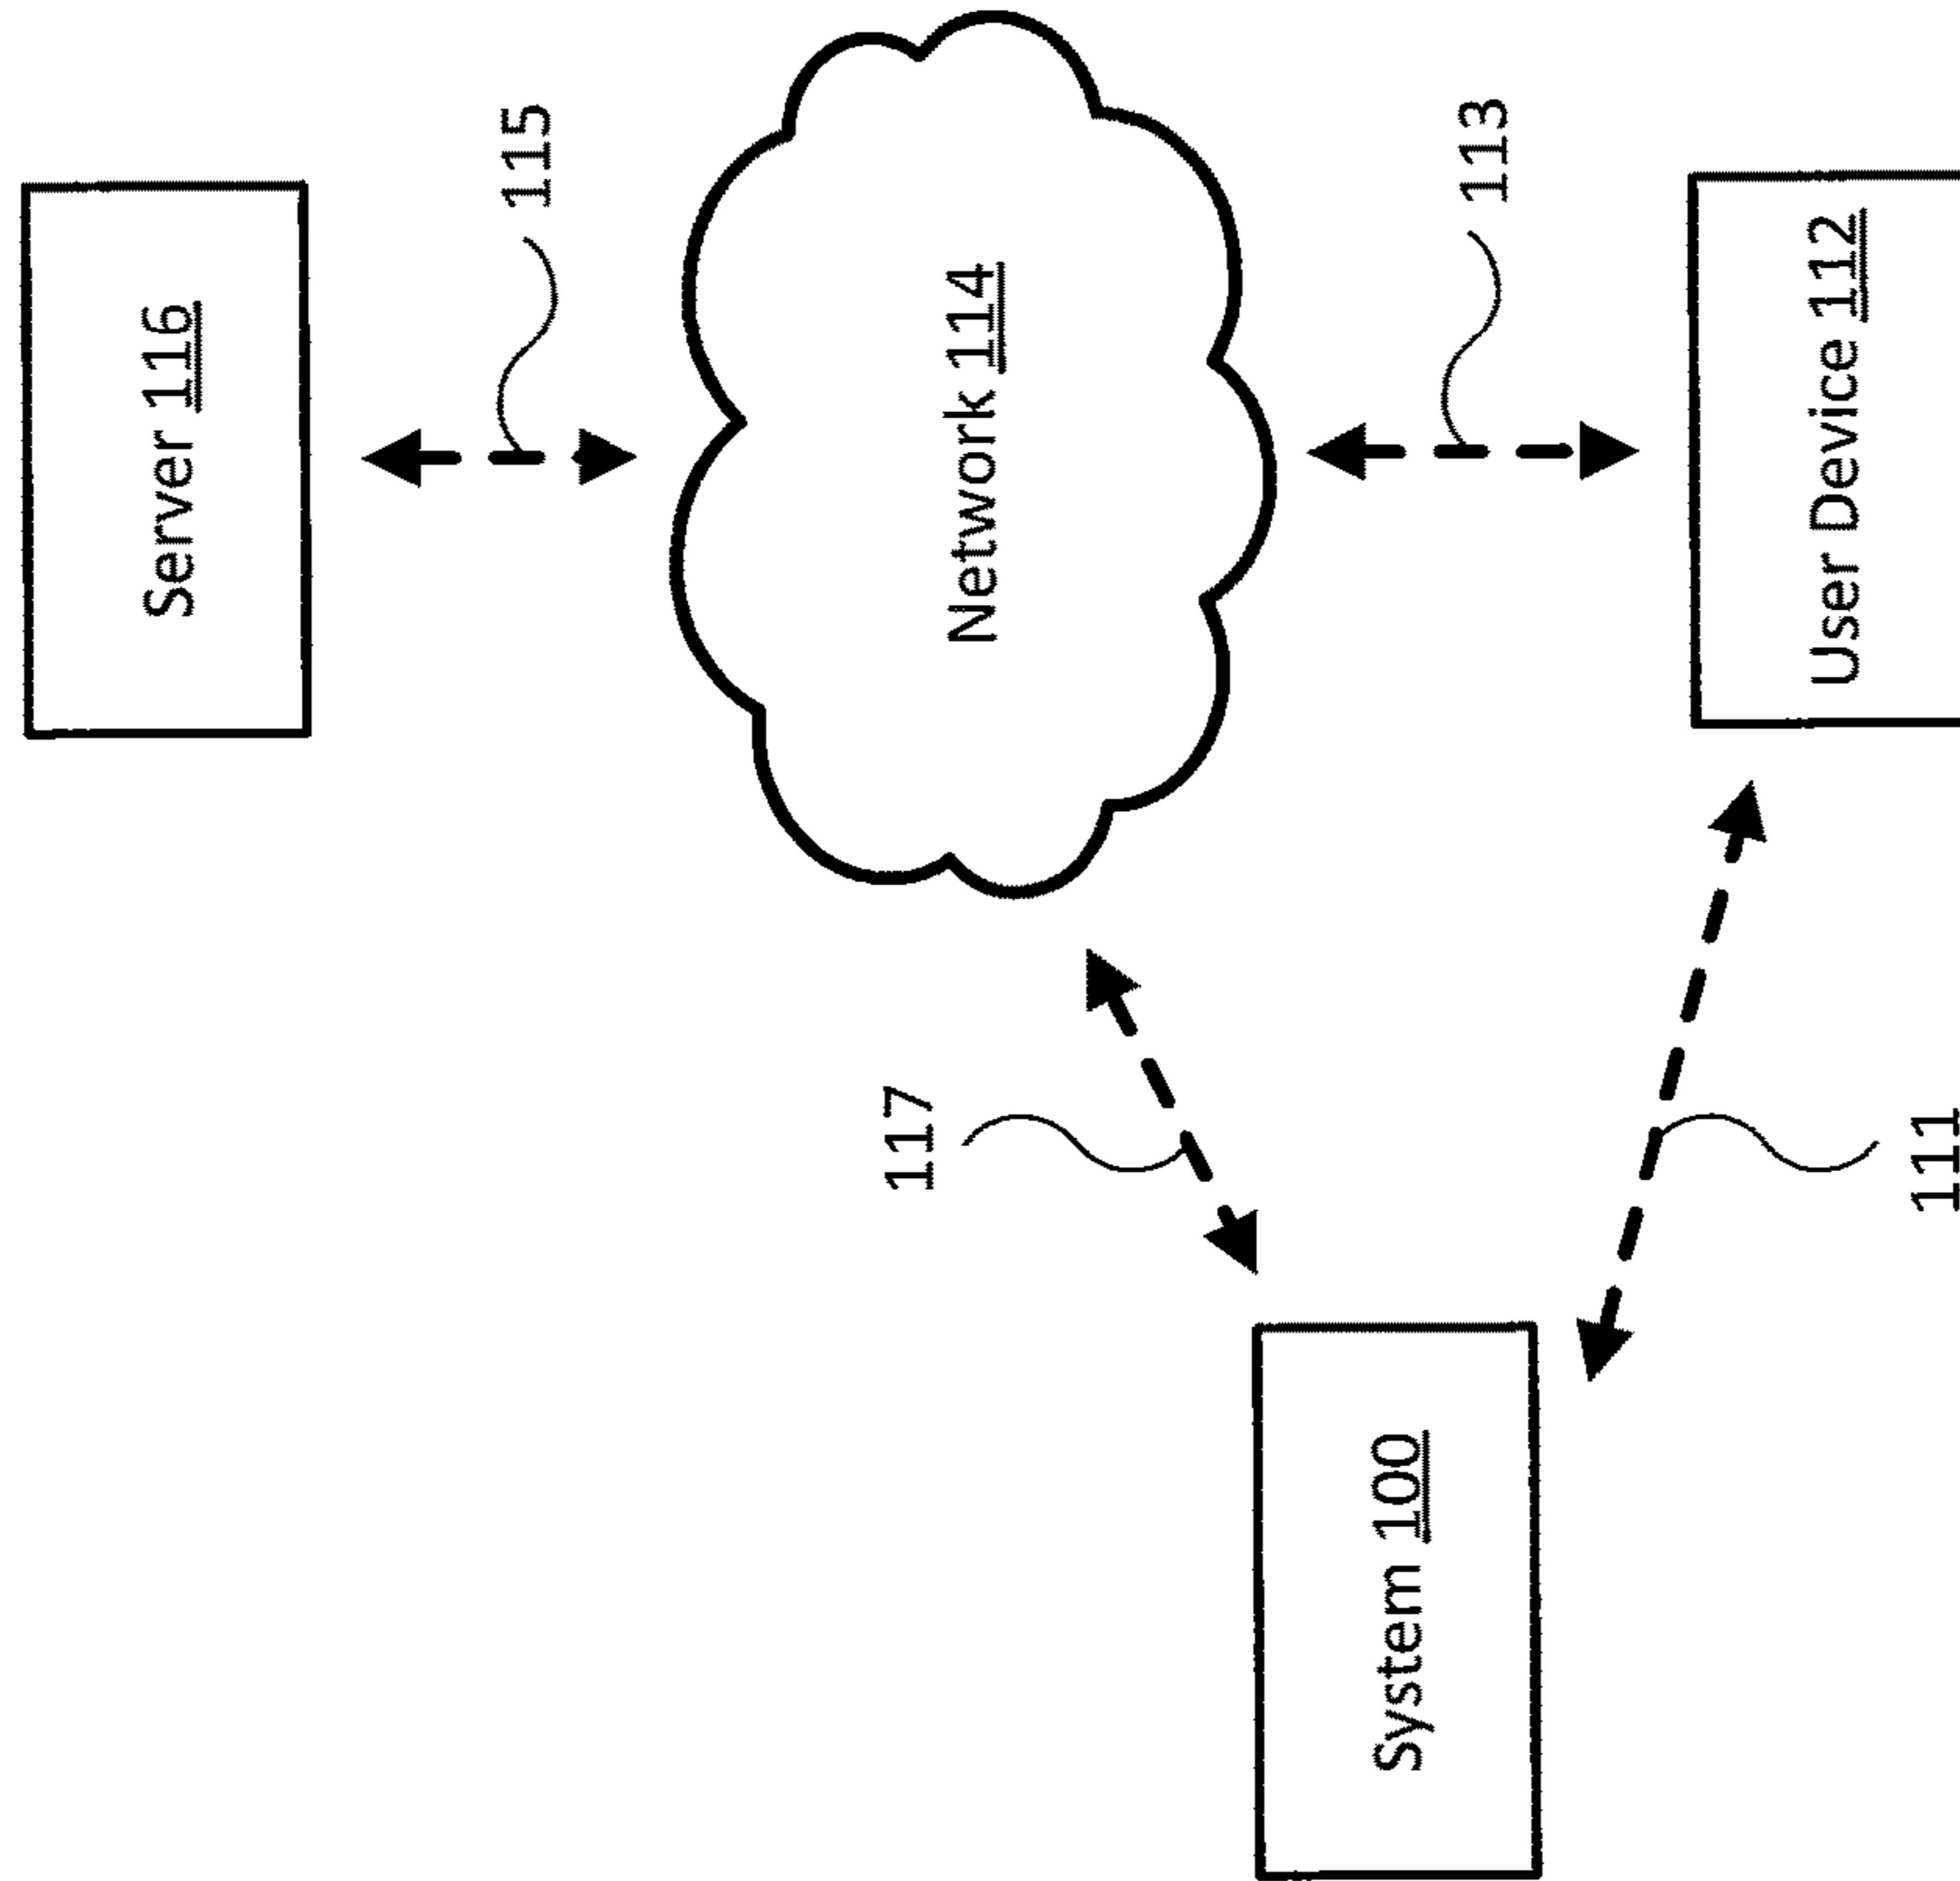 Server 116
115
Network 114
113
User Device 112
117
111
System 100